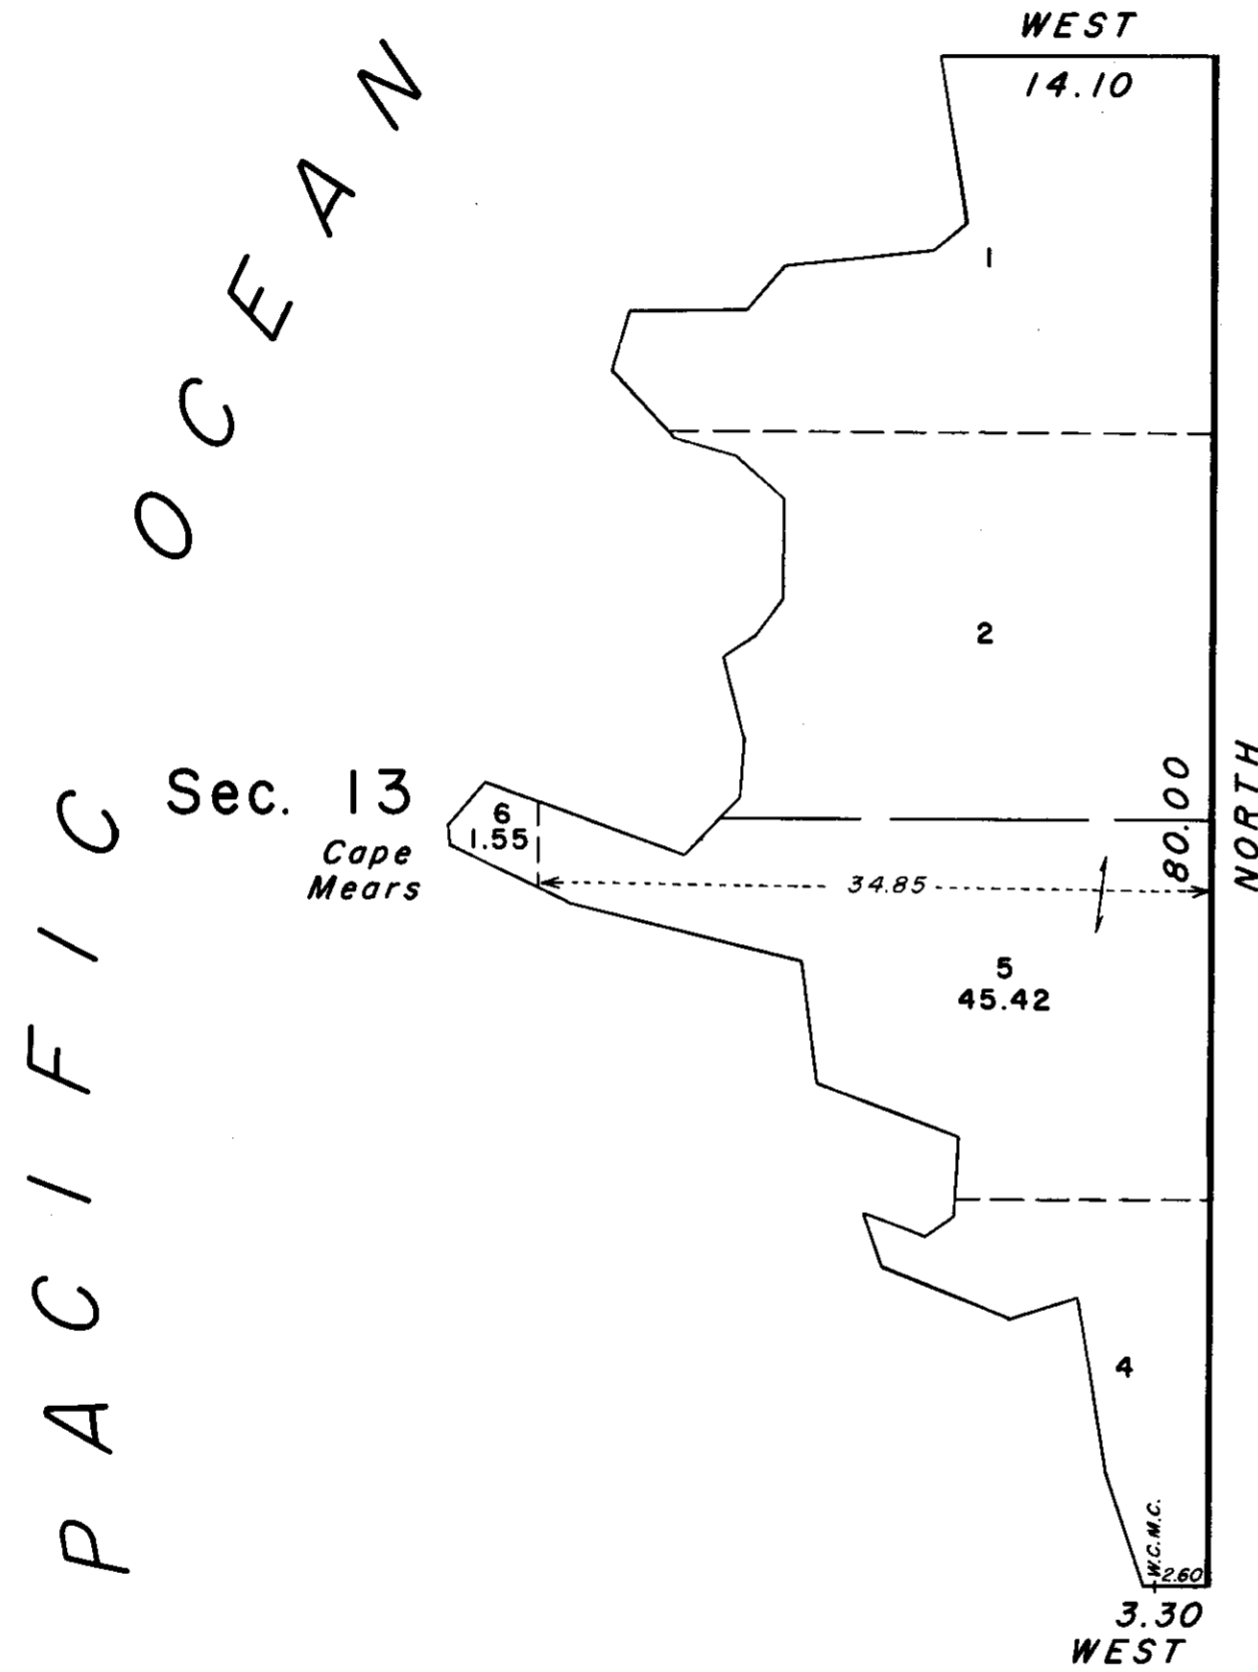 WEST
14.10
PACIFIC OCEAN
1
2
Sec. 13
Cape
Mears
6
1.55
34.85
80.00
NORTH
5
45.42
4
W.C.M.C.
2.60
3.30
WEST